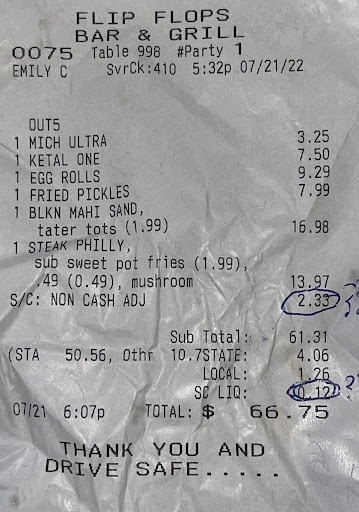 FLIP FLOPS
BAR & GRILL
0075 Table 998 #Party 1
EMILY C SvrCk:410 5:32p 07/21/22
OUT5
1 MICH ULTRA 3.25
1 KETAL ONE 7.50
1 EGG ROLLS 9.29
1 FRIED PICKLES 7.99
1 BLKN MAHI SAND,
tater tots (1.99) 16.98
1 STEAK PHILLY,
sub sweet pot fries (1.99),
.49 (0.49), mushroom 13.97
S/C: NON CASH ADJ 2.33
Sub Total: 61.31
(STA 50.56, Othr 10.7STATE: 4.06
LOCAL: 1.26
SC LIQ: 0.12
07/21 6:07p TOTAL: $ 66.75
THANK YOU AND
DRIVE SAFE.....